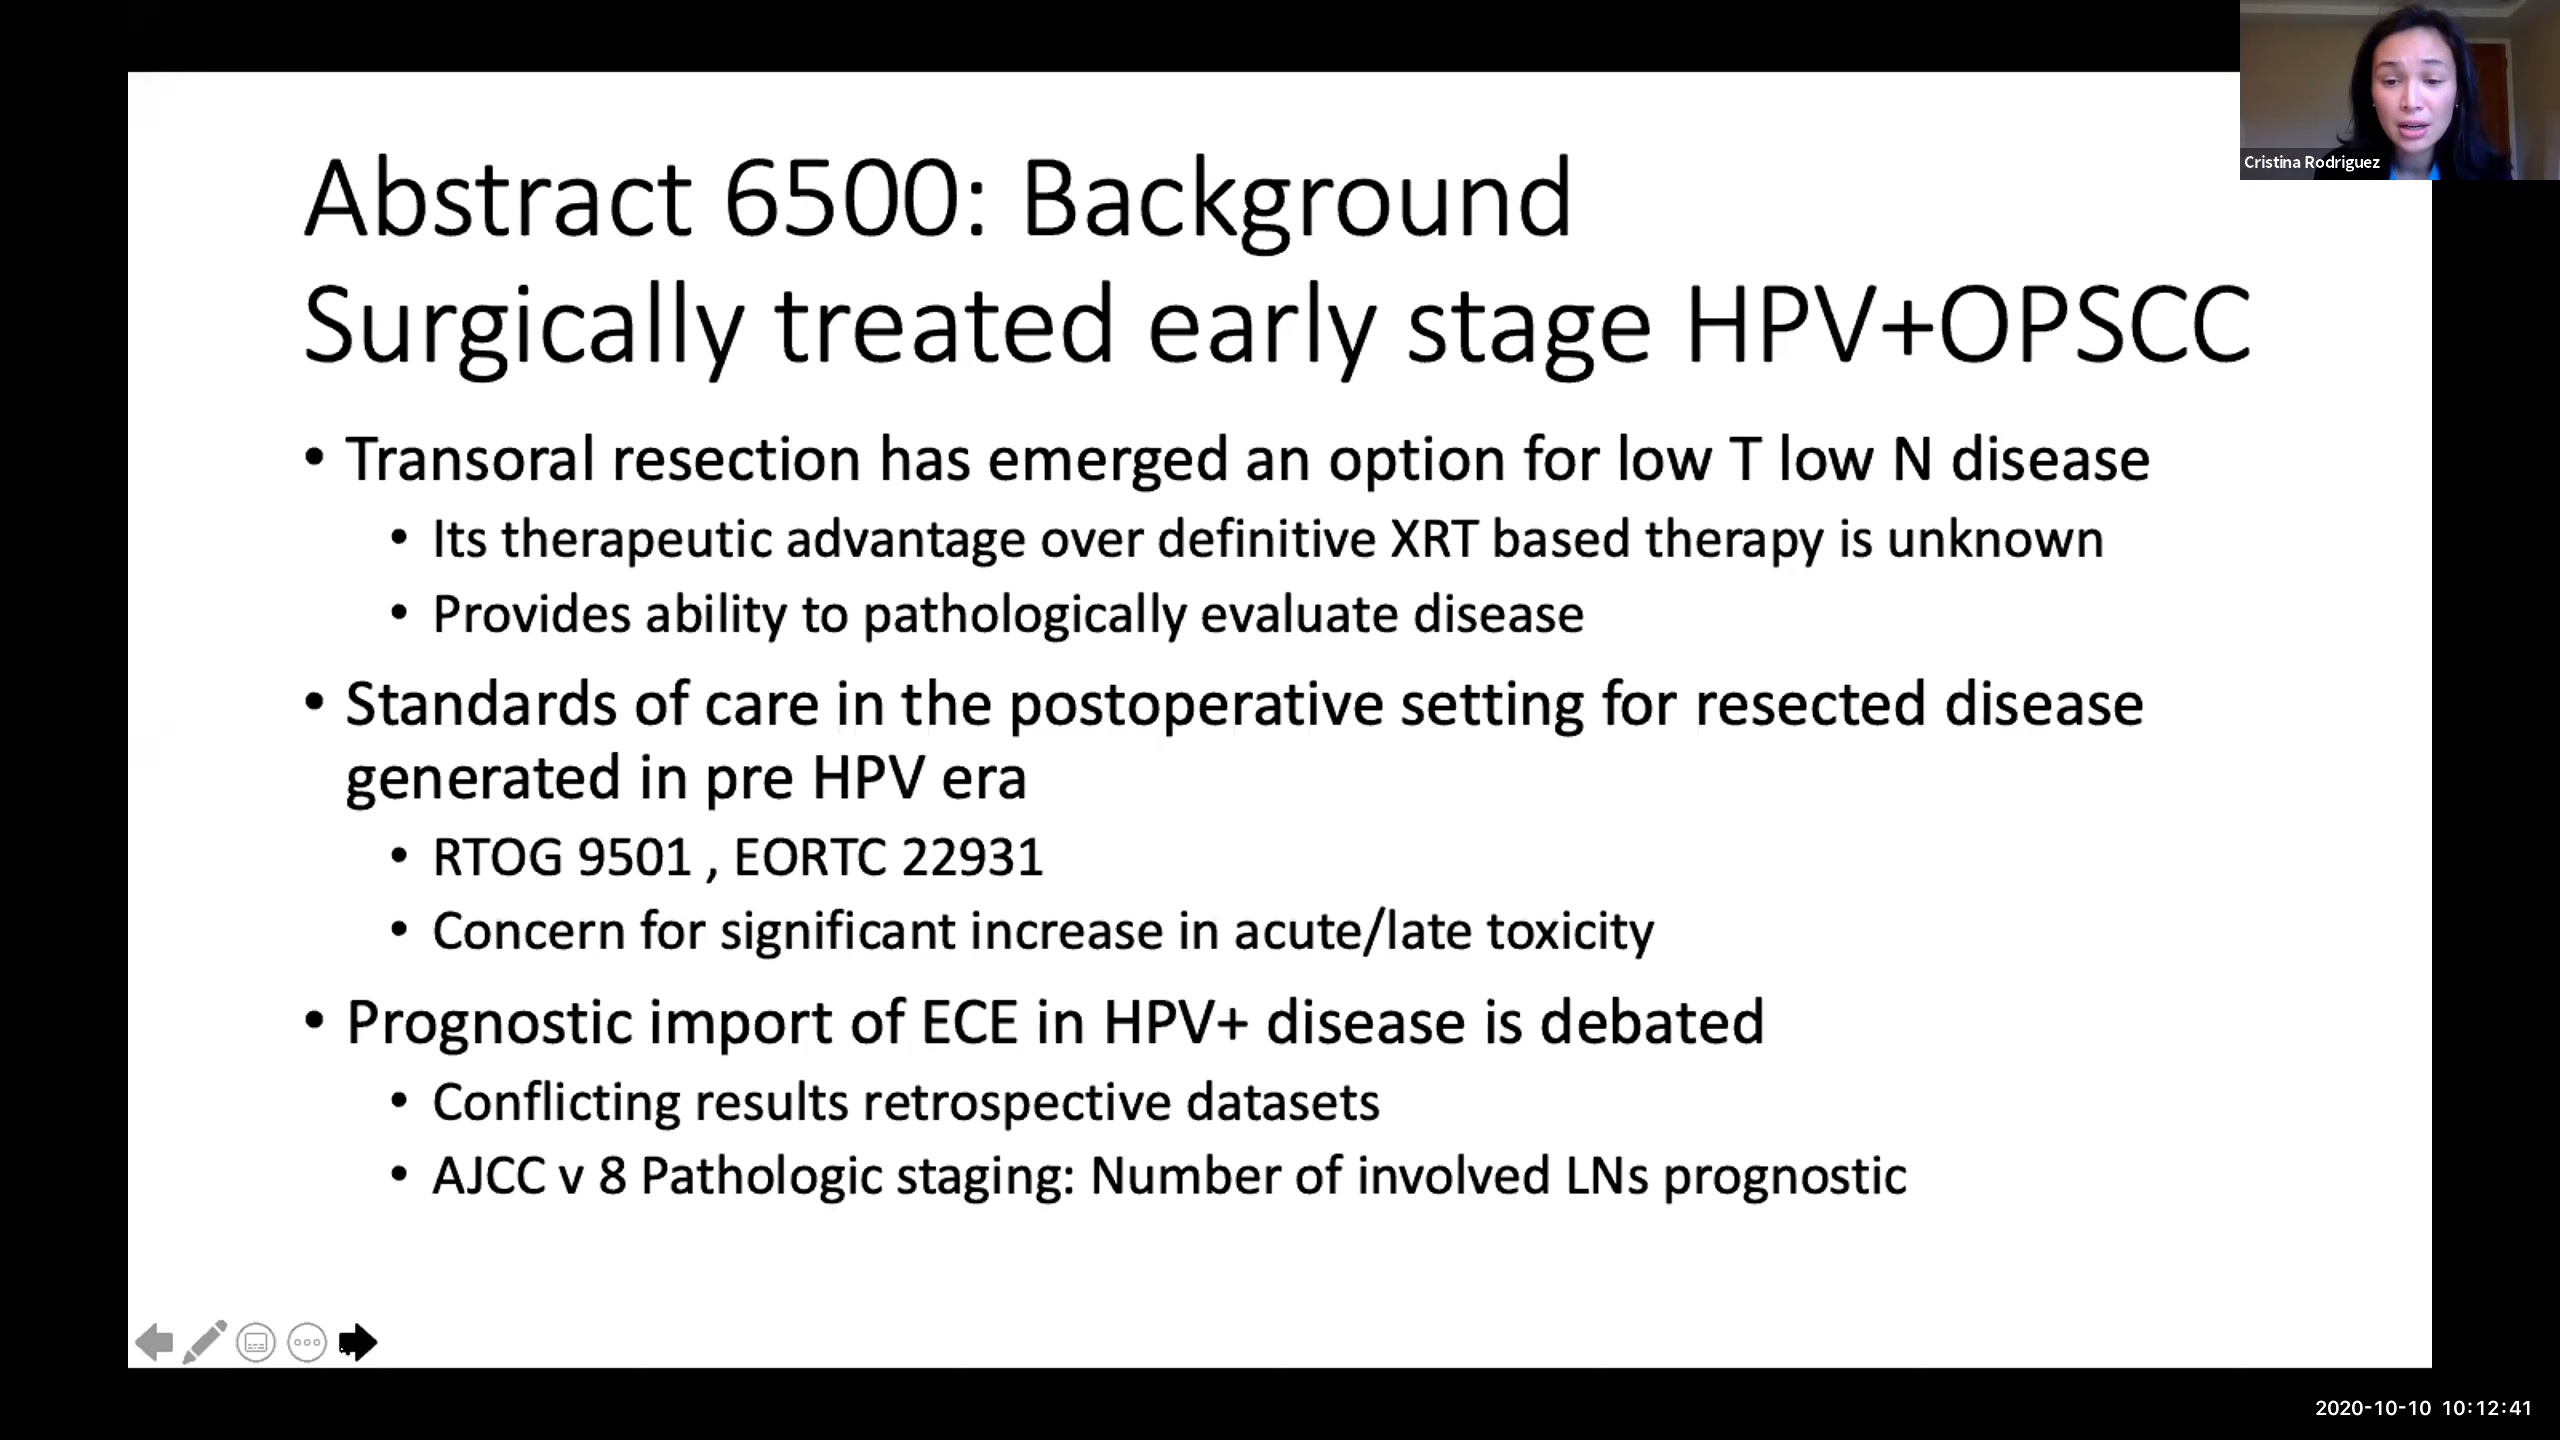 Cristina Rodriguez
Abstract 6500: Background
Surgically treated early stage HPV+OPSCC
• Transoral resection has emerged an option for low T low N disease
• Its therapeutic advantage over definitive XRT based therapy is unknown
• Provides ability to pathologically evaluate disease
• Standards of care in the postoperative setting for resected disease
generated in pre HPV era
• RTOG 9501 , EORTC 22931
• Concern for significant increase in acute/late toxicity
• Prognostic import of ECE in HPV+ disease is debated
• Conflicting results retrospective datasets
• AJCC v 8 Pathologic staging: Number of involved LNs prognostic
2020-10-10 10:12:41